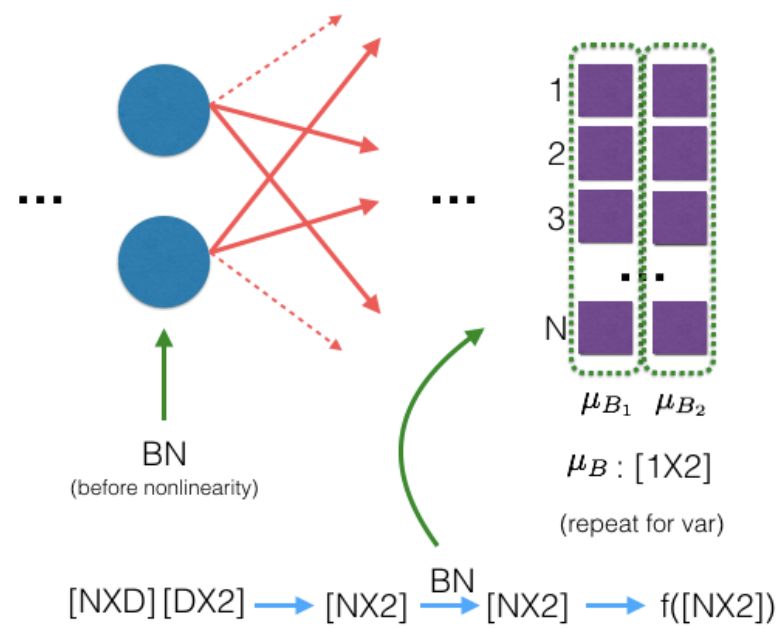 ...
...
1
2
3
...
N
μB₁ μB₂
μB : [1X2]
(repeat for var)
BN
(before nonlinearity)
BN
[NXD][DX2] → [NX2] → [NX2] → f([NX2])